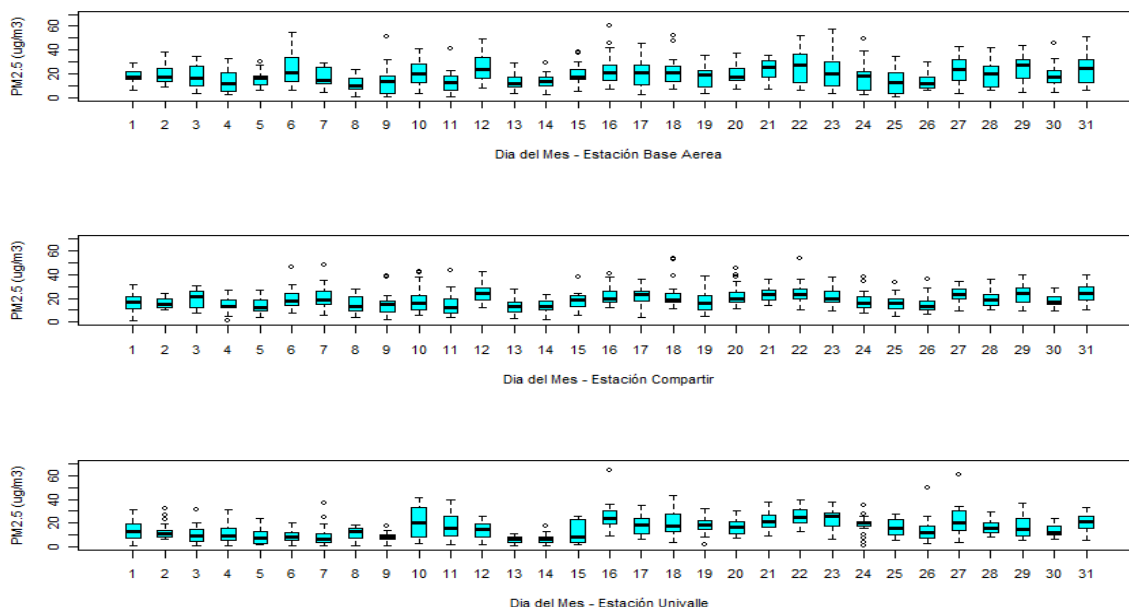 PM2.5 (ug/m3)
0 20 40 60
1 2 3 4 5 6 7 8 9 10 11 12 13 14 15 16 17 18 19 20 21 22 23 24 25 26 27 28 29 30 31
Dia del Mes - Estación Base Aerea
PM2.5 (ug/m3)
0 20 40 60
1 2 3 4 5 6 7 8 9 10 11 12 13 14 15 16 17 18 19 20 21 22 23 24 25 26 27 28 29 30 31
Dia del Mes - Estación Compartir
PM2.5 (ug/m3)
0 20 40 60
1 2 3 4 5 6 7 8 9 10 11 12 13 14 15 16 17 18 19 20 21 22 23 24 25 26 27 28 29 30 31
Dia del Mes - Estación Univalle